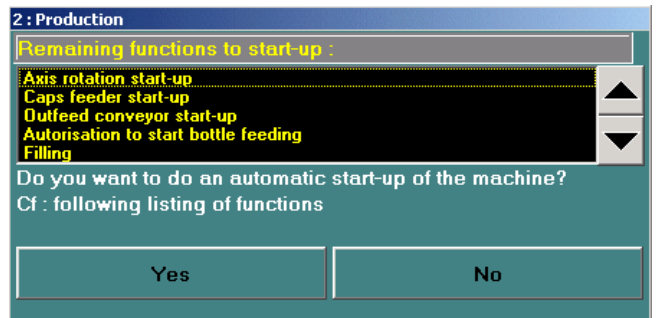 2 : Production
Remaining functions to start-up :
Axis rotation start-up
Caps feeder start-up
Outfeed conveyor start-up
Autorisation to start bottle feeding
Filling
Do you want to do an automatic start-up of the machine?
Cf : following listing of functions
Yes No